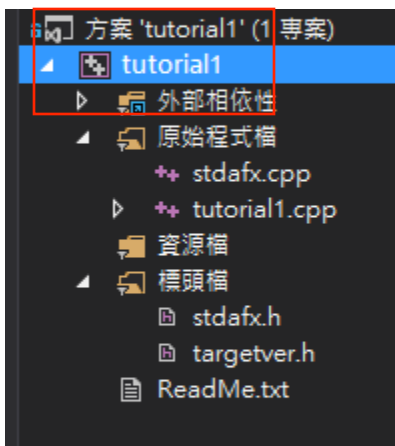 方案 'tutorial1' (1 專案)
tutorial1
外部相依性
原始程式檔
stdafx.cpp
tutorial1.cpp
資源檔
標頭檔
stdafx.h
targetver.h
ReadMe.txt